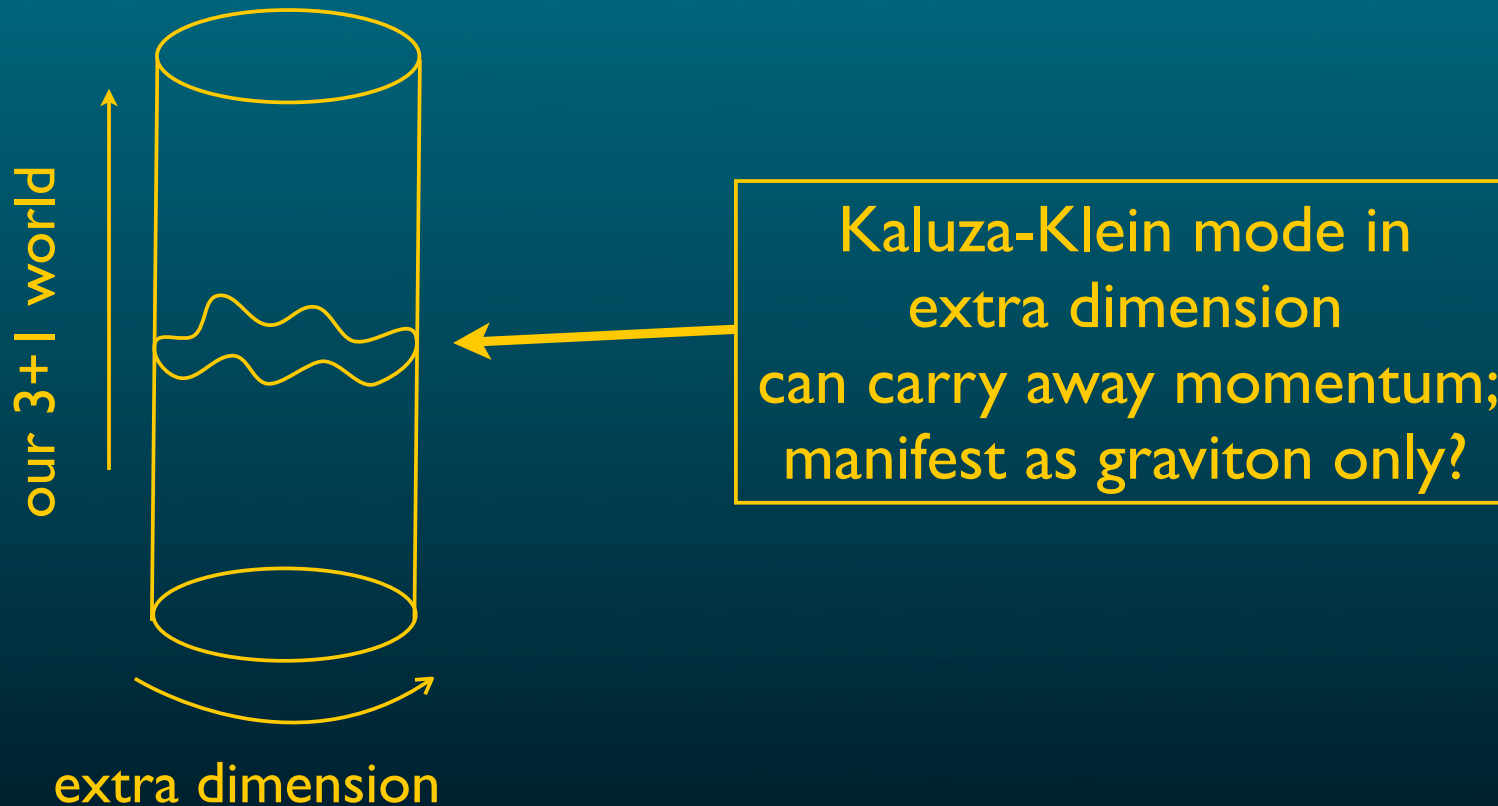 our 3+1 world
Kaluza-Klein mode in
extra dimension
can carry away momentum;
manifest as graviton only?
extra dimension